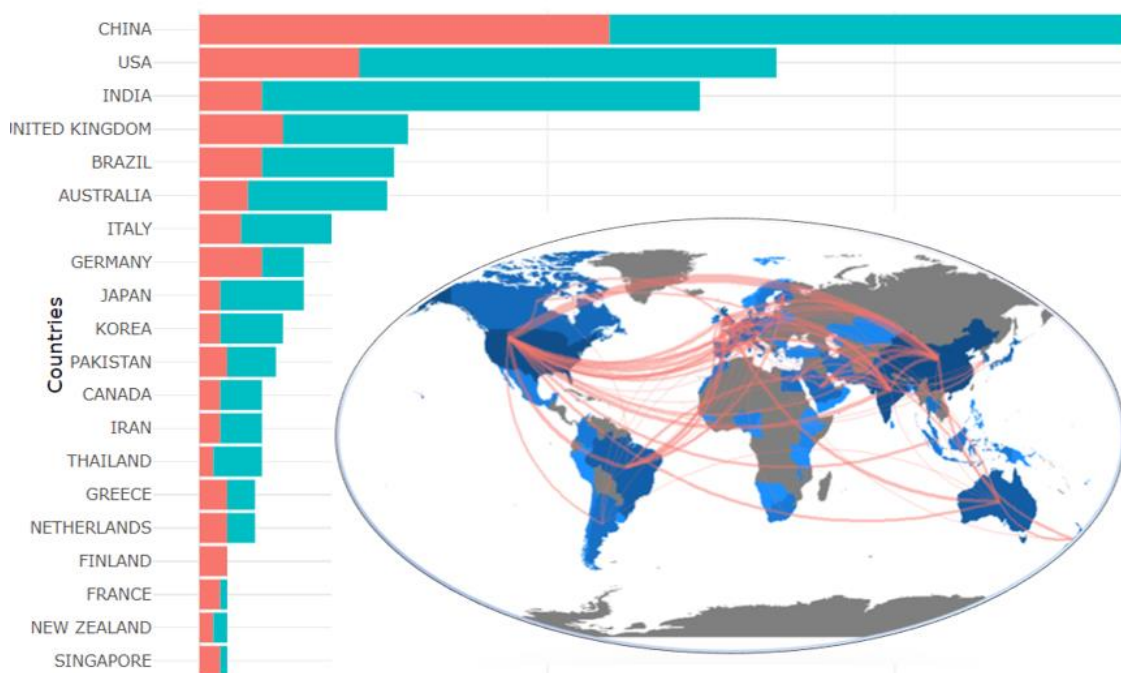 CHINA
USA
INDIA
UNITED KINGDOM
BRAZIL
AUSTRALIA
ITALY
GERMANY
JAPAN
KOREA
PAKISTAN
CANADA
IRAN
THAILAND
GREECE
NETHERLANDS
FINLAND
FRANCE
NEW ZEALAND
SINGAPORE
Countries